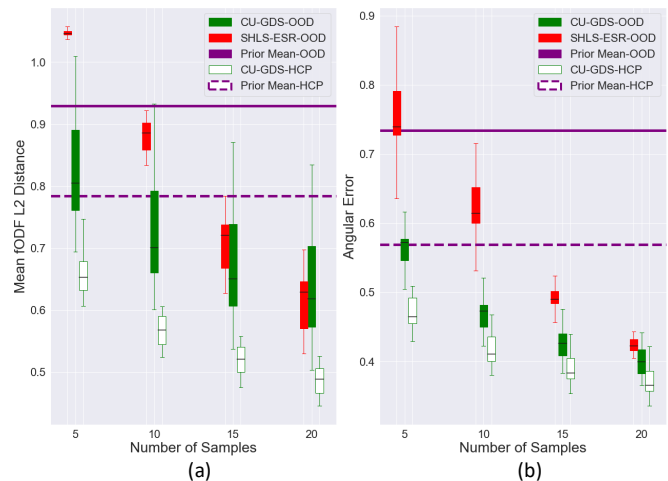 CU-GDS-OOD
SHLS-ESR-OOD
Prior Mean-OOD
CU-GDS-HCP
Prior Mean-HCP
Mean fODF L2 Distance
1.0
0.9
0.8
0.7
0.6
0.5
5
10
15
20
Number of Samples
(a)
CU-GDS-OOD
SHLS-ESR-OOD
Prior Mean-OOD
CU-GDS-HCP
Prior Mean-HCP
Angular Error
0.9
0.8
0.7
0.6
0.5
0.4
5
10
15
20
Number of Samples
(b)